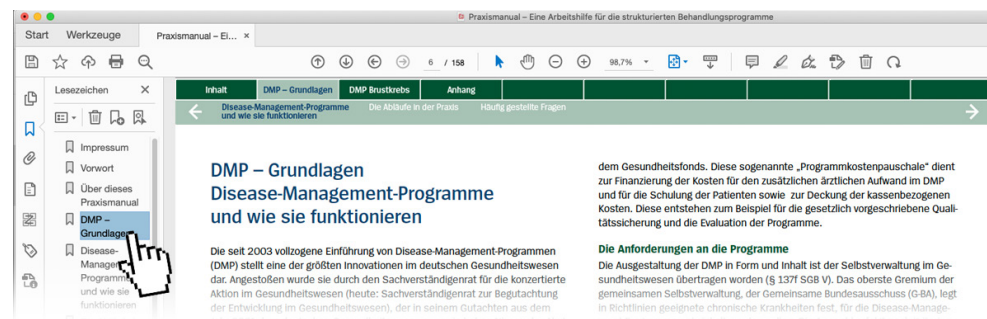 Praxismanual – Eine Arbeitshilfe für die strukturierten Behandlungsprogramme
Start Werkzeuge Praxismanual – Ei... ×
6 / 158 98,7%
Lesezeichen ×
Impressum
Vorwort
Über dieses
Praxismanual
DMP –
Grundlagen
Disease-
Manage
Programm
und wie sie
funktionieren
Inhalt DMP – Grundlagen DMP Brustkrebs Anhang
Disease-Management-Programme Die Abläufe in der Praxis Häufig gestellte Fragen
und wie sie funktionieren
DMP – Grundlagen
Disease-Management-Programme
und wie sie funktionieren
Die seit 2003 vollzogene Einführung von Disease-Management-Programmen
(DMP) stellt eine der größten Innovationen im deutschen Gesundheitswesen
dar. Angestoßen wurde sie durch den Sachverständigenrat für die konzertierte
Aktion im Gesundheitswesen (heute: Sachverständigenrat zur Begutachtung
der Entwicklung im Gesundheitswesen), der in seinem Gutachten aus dem
dem Gesundheitsfonds. Diese sogenannte „Programmkostenpauschale“ dient
zur Finanzierung der Kosten für den zusätzlichen ärztlichen Aufwand im DMP
und für die Schulung der Patienten sowie zur Deckung der kassenbezogenen
Kosten. Diese entstehen zum Beispiel für die gesetzlich vorgeschriebene Quali-
tätssicherung und die Evaluation der Programme.
Die Anforderungen an die Programme
Die Ausgestaltung der DMP in Form und Inhalt ist der Selbstverwaltung im Ge-
sundheitswesen übertragen worden (§ 137f SGB V). Das oberste Gremium der
gemeinsamen Selbstverwaltung, der Gemeinsame Bundesausschuss (G-BA), legt
in Richtlinien geeignete chronische Krankheiten fest, für die Disease-Manage-